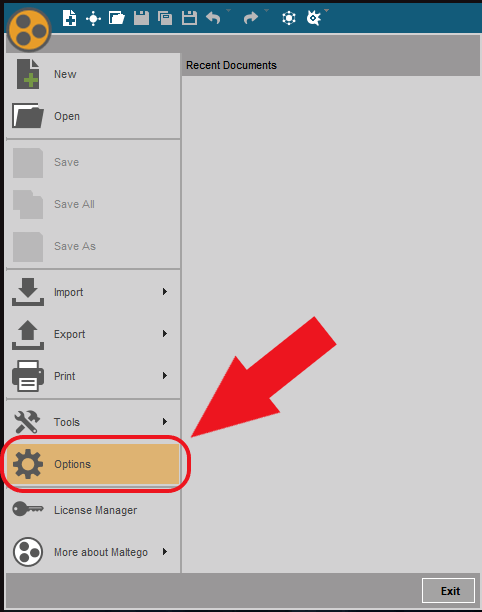 Recent Documents
New
Open
Save
Save All
Save As
Import
Export
Print
Tools
Options
License Manager
More about Maltego
Exit